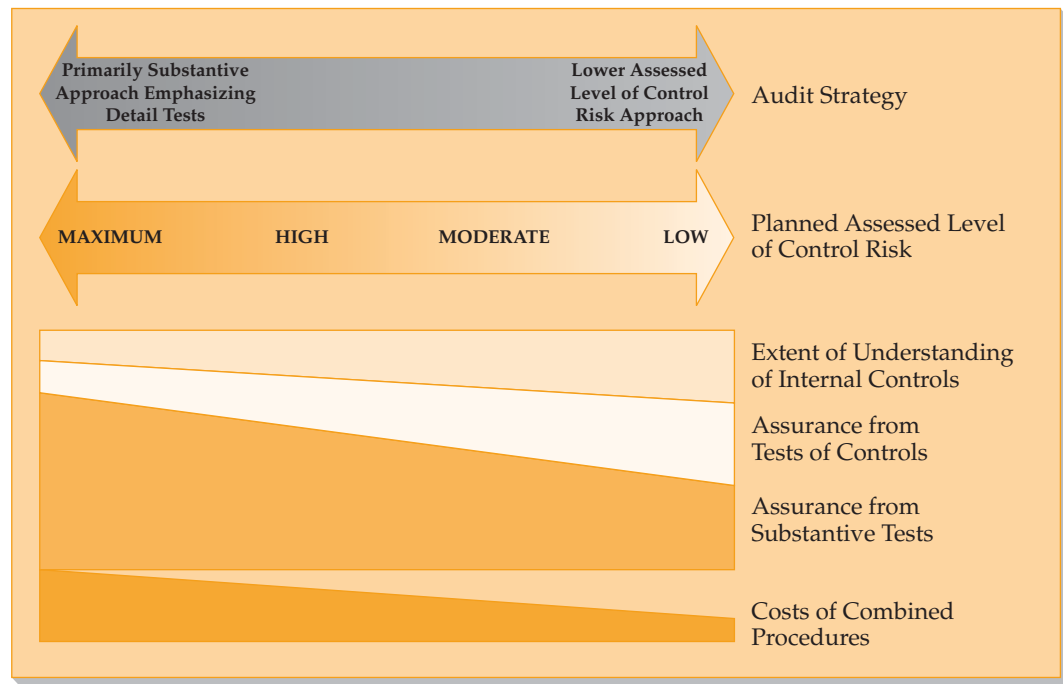 Primarily Substantive
Approach Emphasizing
Detail Tests
Lower Assessed
Level of Control
Risk Approach
Audit Strategy
MAXIMUM HIGH MODERATE LOW
Planned Assessed Level
of Control Risk
Extent of Understanding
of Internal Controls
Assurance from
Tests of Controls
Assurance from
Substantive Tests
Costs of Combined
Procedures